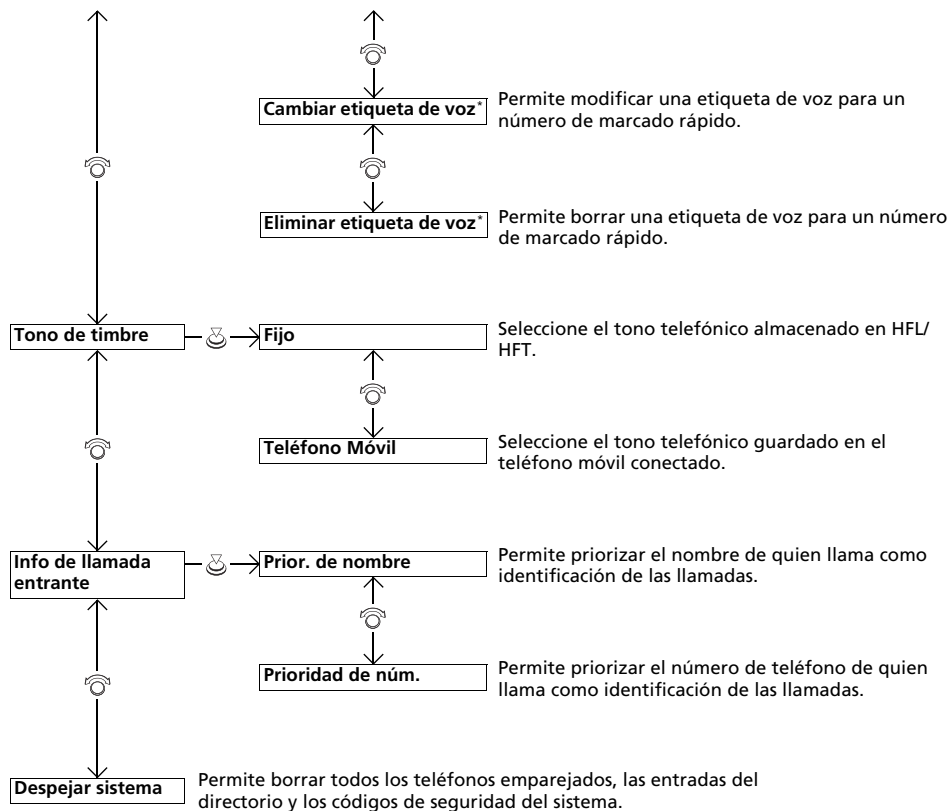 Cambiar etiqueta de voz*
Permite modificar una etiqueta de voz para un
número de marcado rápido.
Eliminar etiqueta de voz*
Permite borrar una etiqueta de voz para un número
de marcado rápido.
Tono de timbre
Fijo
Seleccione el tono telefónico almacenado en HFL/
HFT.
Teléfono Móvil
Seleccione el tono telefónico guardado en el
teléfono móvil conectado.
Info de llamada
entrante
Prior. de nombre
Permite priorizar el nombre de quien llama como
identificación de las llamadas.
Prioridad de núm.
Permite priorizar el número de teléfono de quien
llama como identificación de las llamadas.
Despejar sistema
Permite borrar todos los teléfonos emparejados, las entradas del
directorio y los códigos de seguridad del sistema.